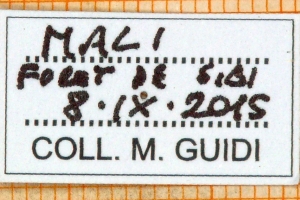 MALI
FORET DE SIBI
8.IX.2015
COLL. M. GUIDI